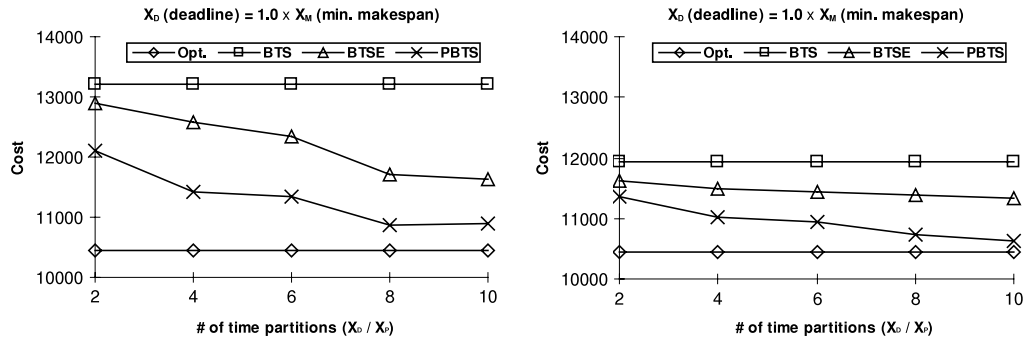 X_D (deadline) = 1.0 × X_M (min. makespan)
14000
Opt. BTS BTSE PBTS
13000
12000
11000
10000
Cost
2 4 6 8 10
# of time partitions (X_D / X_P)
X_D (deadline) = 1.0 × X_M (min. makespan)
14000
Opt. BTS BTSE PBTS
13000
12000
11000
10000
Cost
2 4 6 8 10
# of time partitions (X_D / X_P)